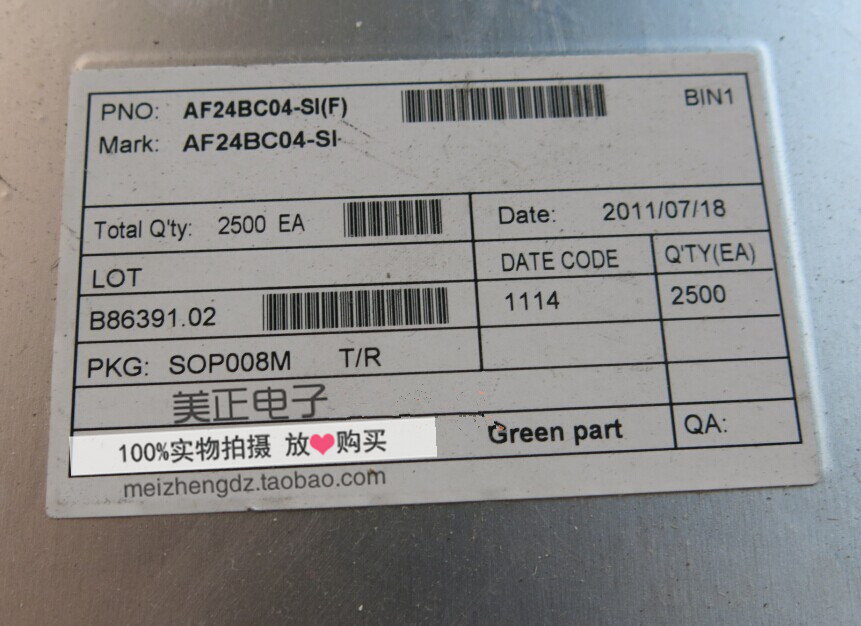 PNO: AF24BC04-SI(F) BIN1
Mark: AF24BC04-SI
Total Q'ty: 2500 EA Date: 2011/07/18
LOT DATE CODE Q'TY(EA)
B86391.02 1114 2500
PKG: SOP008M T/R
美正电子
Green part QA:
100%实物拍摄 放❤购买
meizhengdz.taobao.com